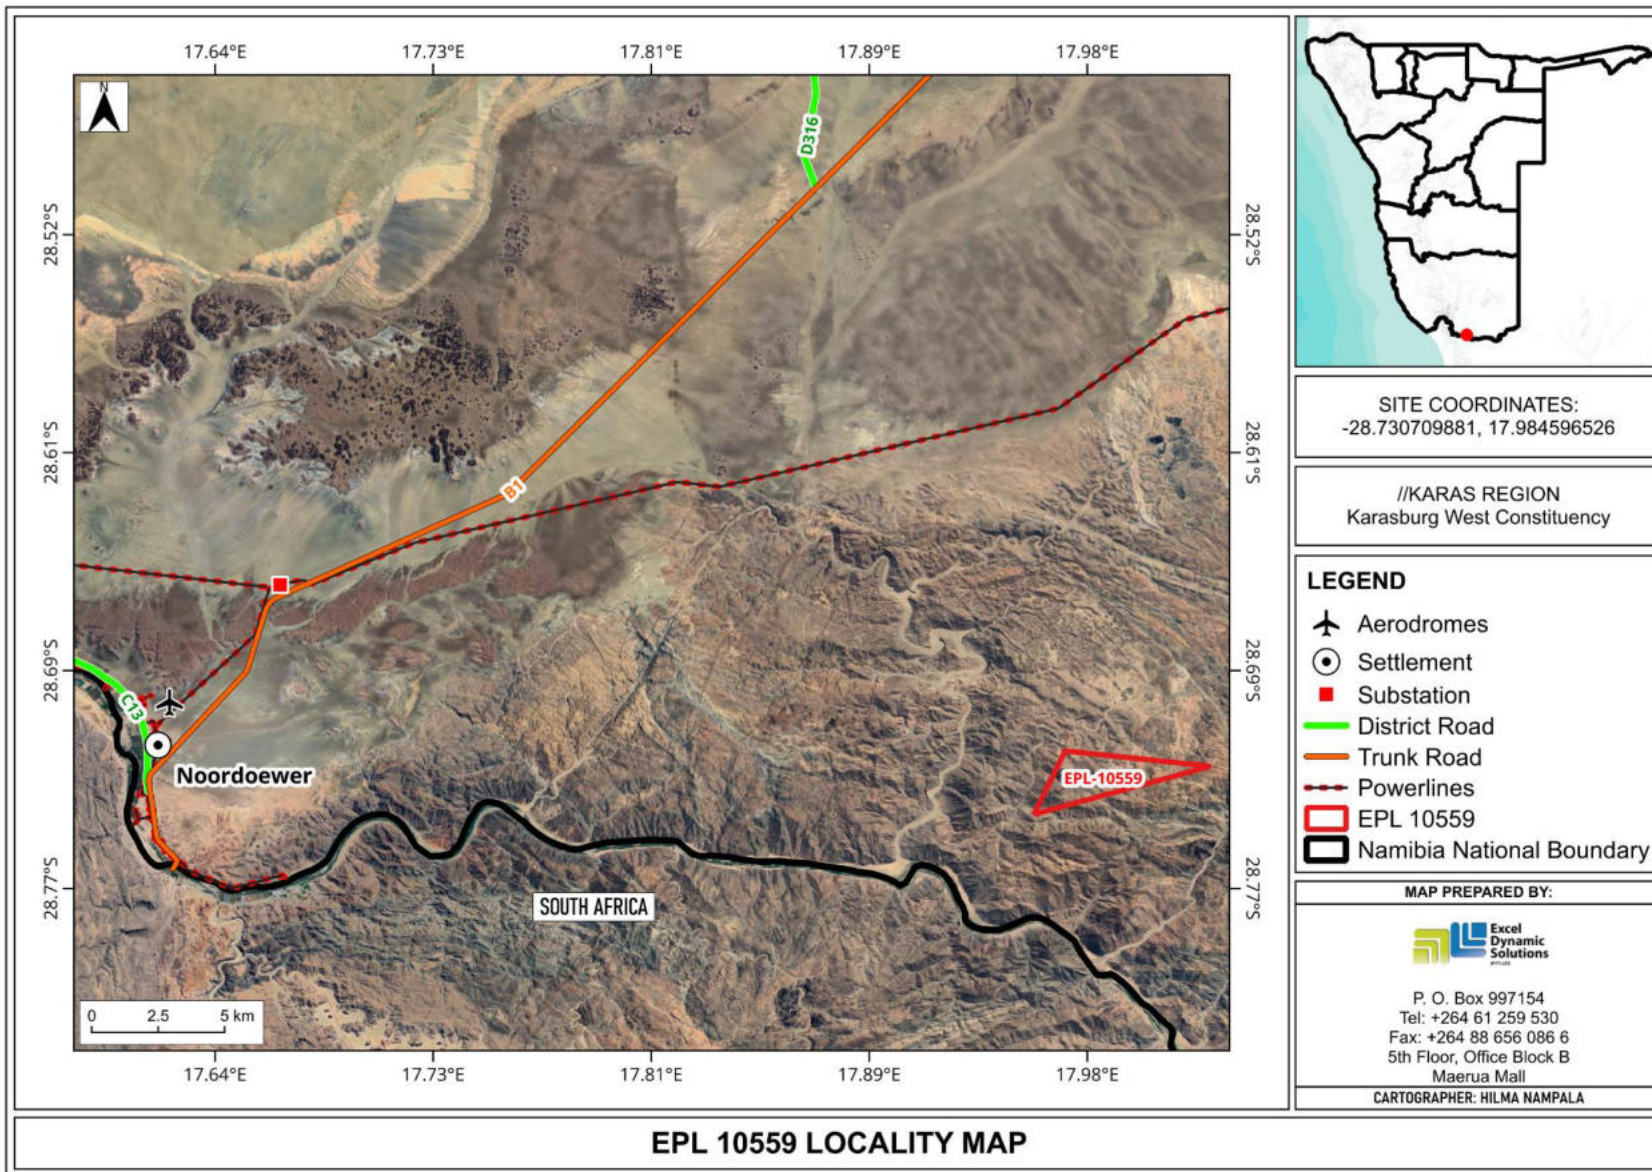 17.64°E 17.73°E 17.81°E 17.89°E 17.98°E
N
D316
28.52°S 28.52°S
28.61°S 28.61°S
B1
28.69°S 28.69°S
C13
Noordoewer
EPL-10559
28.77°S 28.77°S
SOUTH AFRICA
0 2.5 5 km
17.64°E 17.73°E 17.81°E 17.89°E 17.98°E
SITE COORDINATES:
-28.730709881, 17.984596526
//KARAS REGION
Karasburg West Constituency
LEGEND
Aerodromes
Settlement
Substation
District Road
Trunk Road
Powerlines
EPL 10559
Namibia National Boundary
MAP PREPARED BY:
Excel
Dynamic
Solutions
P. O. Box 997154
Tel: +264 61 259 530
Fax: +264 88 656 086 6
5th Floor, Office Block B
Maerua Mall
CARTOGRAPHER: HILMA NAMPALA
EPL 10559 LOCALITY MAP